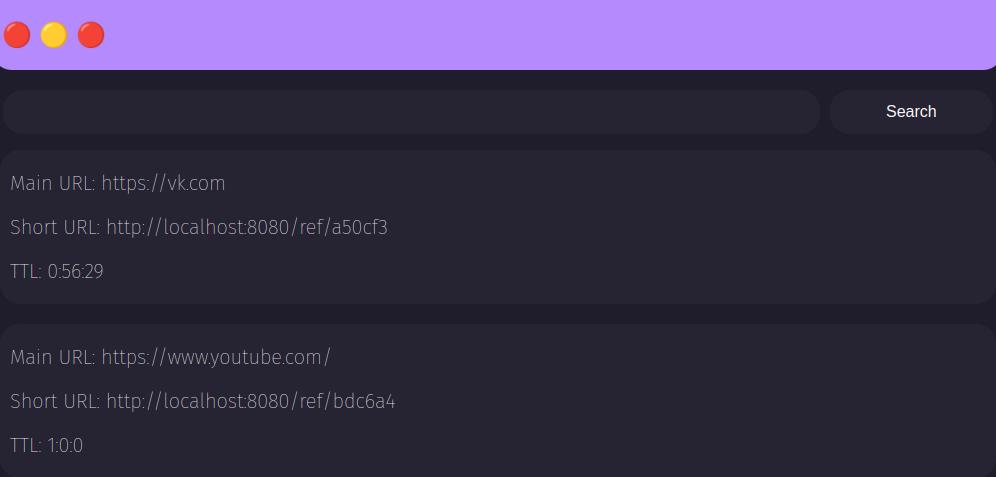 Search
Main URL: https://vk.com
Short URL: http://localhost:8080/ref/a50cf3
TTL: 0:56:29
Main URL: https://www.youtube.com/
Short URL: http://localhost:8080/ref/bdc6a4
TTL: 1:0:0